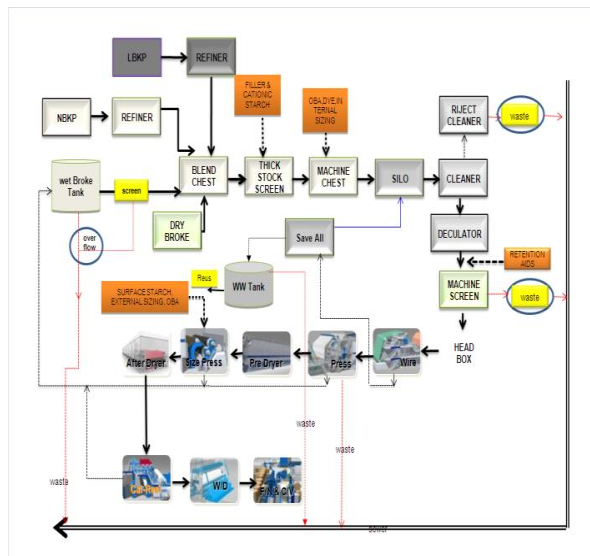 LBKP
REFINER
FILLER &
CATIONIC
STARCH
OBA,DYE,IN
TERNAL
SIZING
NBKP
REFINER
RIJECT
CLEANER
waste
wet Broke
Tank
screen
BLEND
CHEST
THICK
STOCK
SCREEN
MACHINE
CHEST
SILO
CLEANER
over
flow
DRY
BROKE
Save All
DECULATOR
RETENTION
AIDS
WW Tank
Reus
SURFACE STARCH,
EXTERNAL SIZING, OBA
MACHINE
SCREEN
waste
HEAD
BOX
After Dryer
Size Press
Pre Dryer
Press
Wire
waste
waste
waste
W/D
sewer